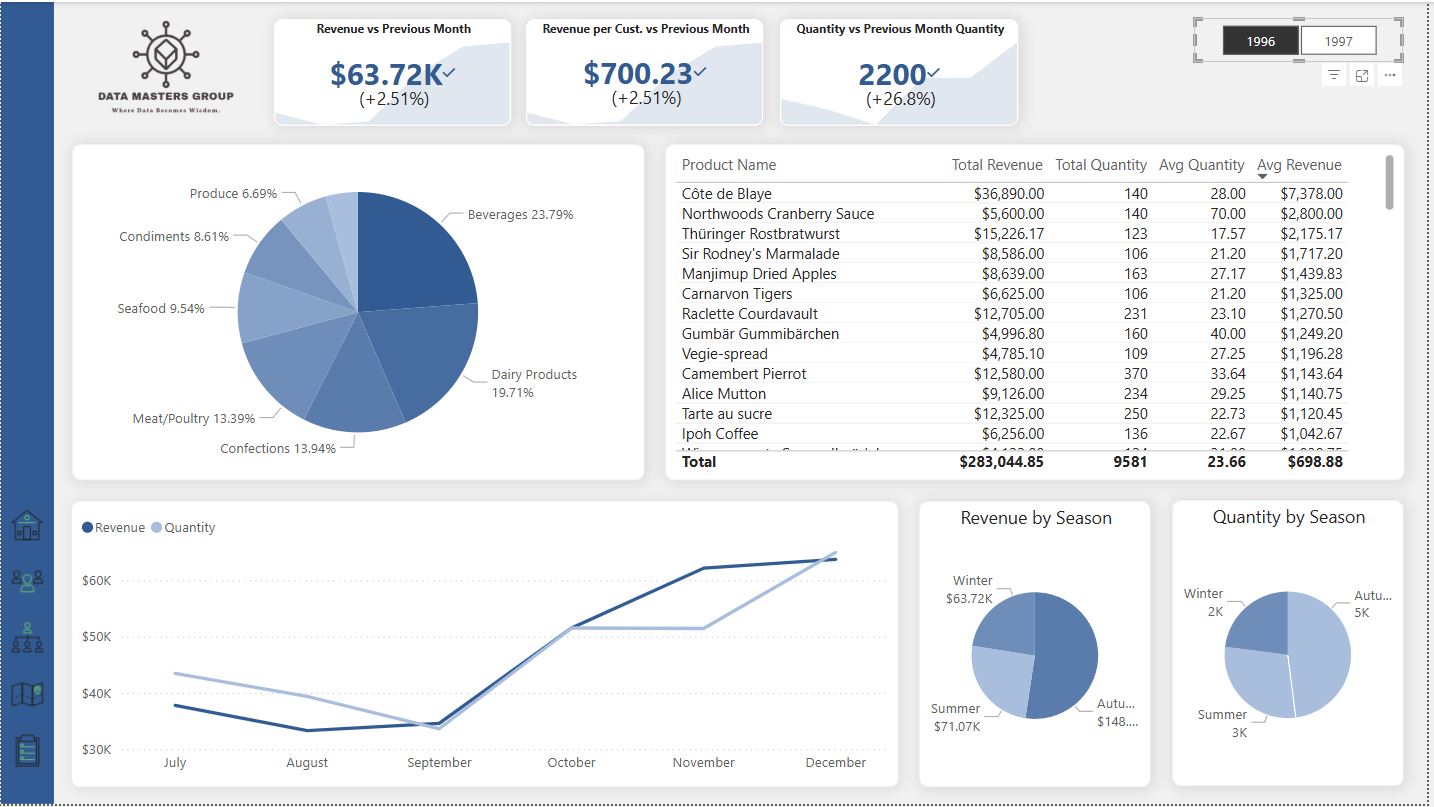 DATA MASTERS GROUP
Where Data Becomes Wisdom.
Revenue vs Previous Month
$63.72K
(+2.51%)
Revenue per Cust. vs Previous Month
$700.23
(+2.51%)
Quantity vs Previous Month Quantity
2200
(+26.8%)
1996 1997
Produce 6.69%
Beverages 23.79%
Condiments 8.61%
Seafood 9.54%
Dairy Products
19.71%
Meat/Poultry 13.39%
Confections 13.94%
Product Name Total Revenue Total Quantity Avg Quantity Avg Revenue
Côte de Blaye $36,890.00 140 28.00 $7,378.00
Northwoods Cranberry Sauce $5,600.00 140 70.00 $2,800.00
Thüringer Rostbratwurst $15,226.17 123 17.57 $2,175.17
Sir Rodney's Marmalade $8,586.00 106 21.20 $1,717.20
Manjimup Dried Apples $8,639.00 163 27.17 $1,439.83
Carnarvon Tigers $6,625.00 106 21.20 $1,325.00
Raclette Courdavault $12,705.00 231 23.10 $1,270.50
Gumbär Gummibärchen $4,996.80 160 40.00 $1,249.20
Vegie-spread $4,785.10 109 27.25 $1,196.28
Camembert Pierrot $12,580.00 370 33.64 $1,143.64
Alice Mutton $9,126.00 234 29.25 $1,140.75
Tarte au sucre $12,325.00 250 22.73 $1,120.45
Ipoh Coffee $6,256.00 136 22.67 $1,042.67
Total $283,044.85 9581 23.66 $698.88
Revenue Quantity
$60K
$50K
$40K
$30K
July August September October November December
Revenue by Season
Winter
$63.72K
Summer
$71.07K
Autu...
$148....
Quantity by Season
Winter
2K
Autu...
5K
Summer
3K